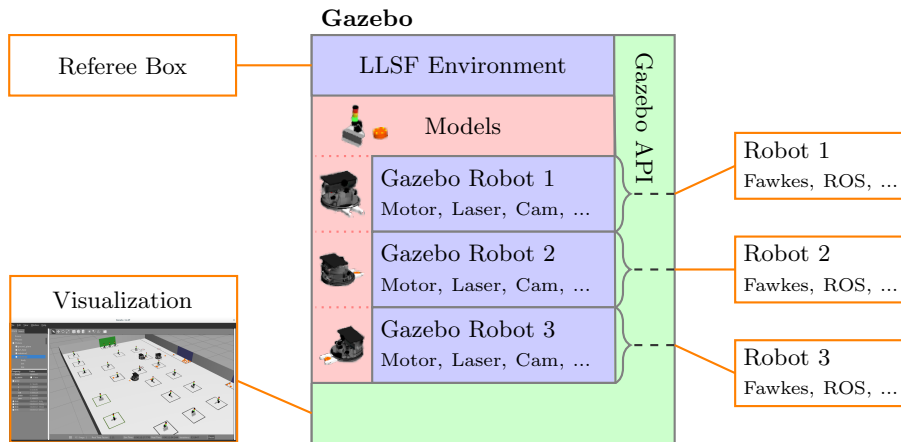 Gazebo
Referee Box
LLSF Environment
Gazebo API
Models
Gazebo Robot 1
Motor, Laser, Cam, ...
Robot 1
Fawkes, ROS, ...
Gazebo Robot 2
Motor, Laser, Cam, ...
Robot 2
Fawkes, ROS, ...
Visualization
Gazebo Robot 3
Motor, Laser, Cam, ...
Robot 3
Fawkes, ROS, ...